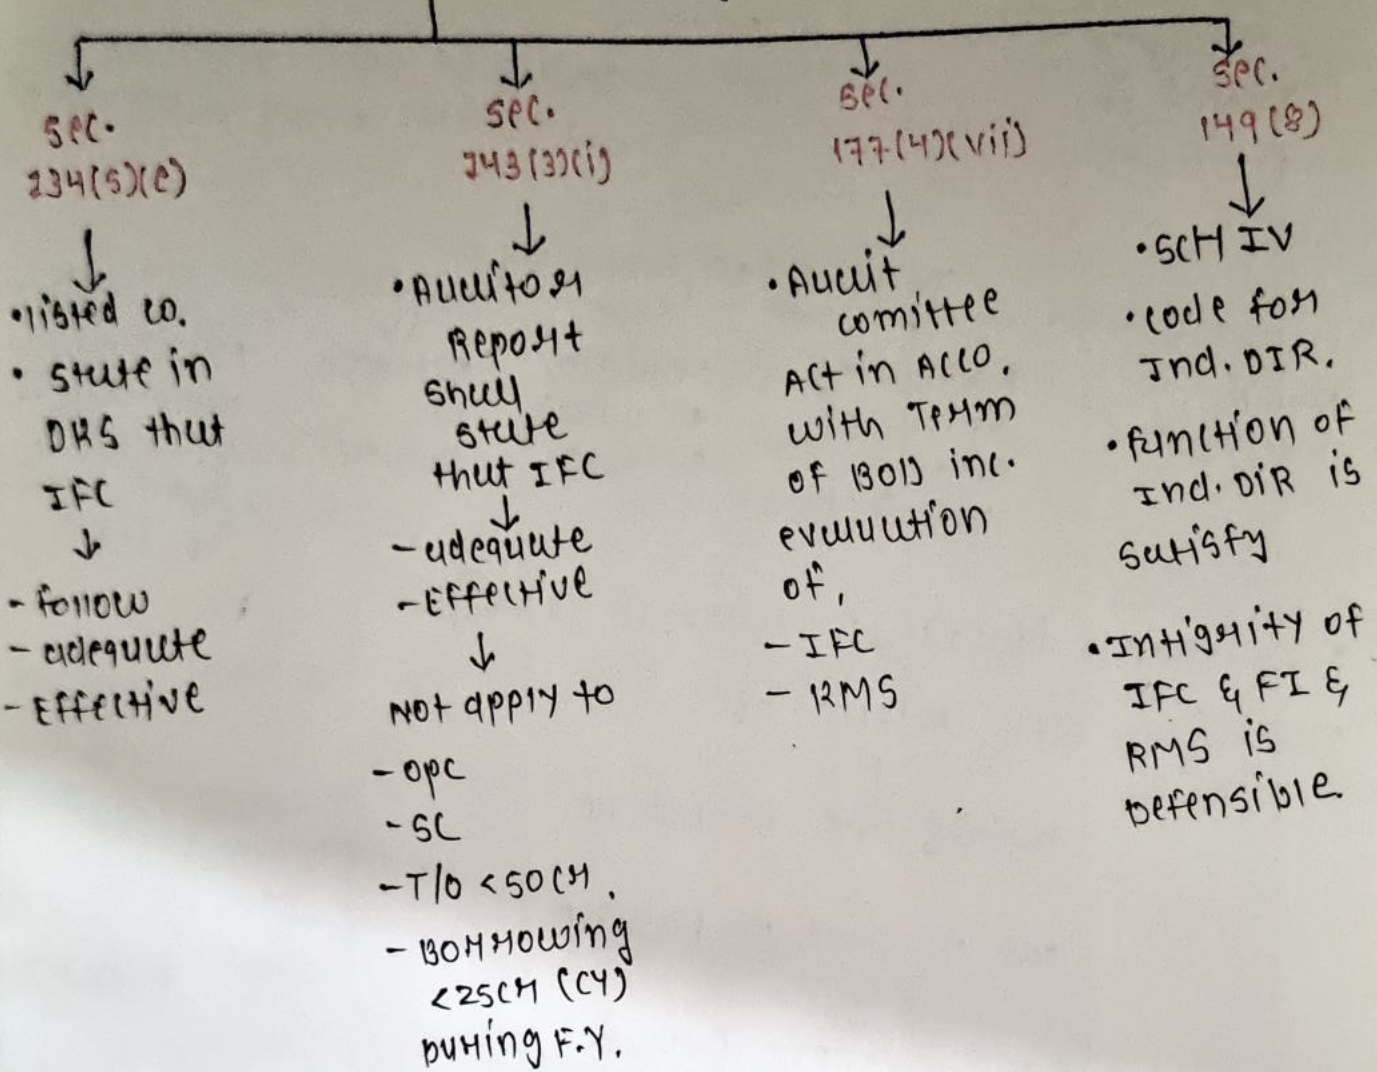 Sec.
134(5)(e)
•listed co.
• state in
DRS that
IFC
- follow
- adequate
- Effective
Sec.
143(3)(i)
•Auditor
Report
shall
state
that IFC
- adequate
- Effective
Not apply to
- OPC
- SC
- T/O <50Cr.
- Borrowing
<25Cr (CY)
During F.Y.
Sec.
177(4)(vii)
• Audit
comittee
Act in ACCO.
with Term
of BOD inc.
evaluation
of,
- IFC
- RMS
Sec.
149(8)
•SCH IV
•code for
Ind. DIR.
•function of
Ind. DIR is
satisfy
•Intigrity of
IFC & FI &
RMS is
Defensible.